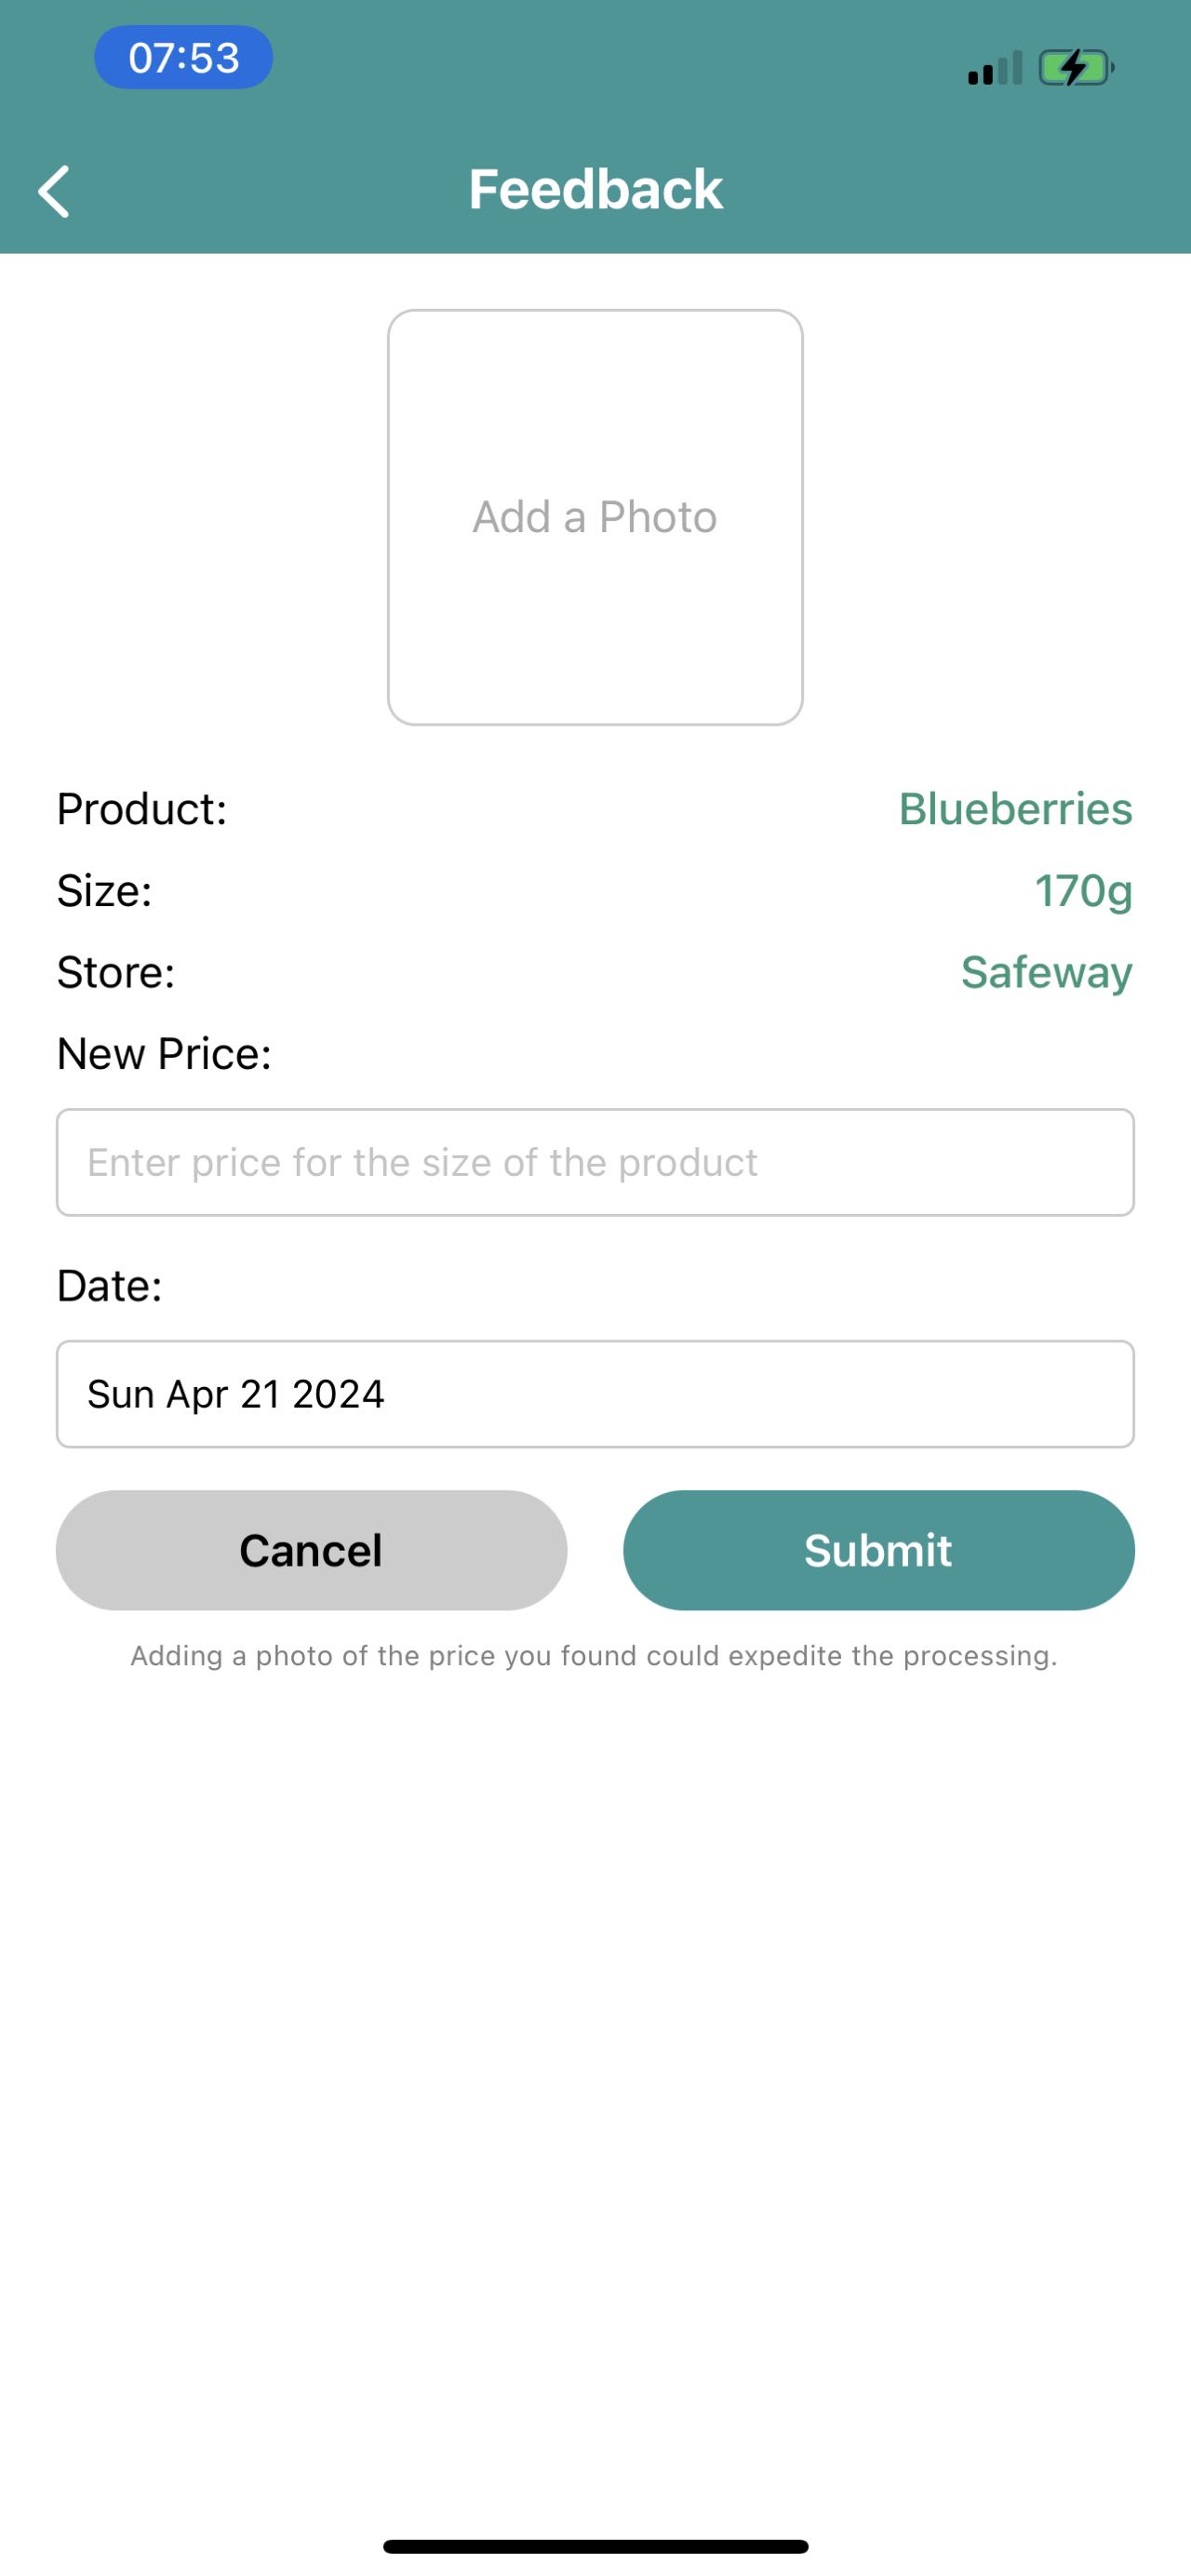 07:53
Feedback
Add a Photo
Product: Blueberries
Size: 170g
Store: Safeway
New Price:
Enter price for the size of the product
Date:
Sun Apr 21 2024
Cancel Submit
Adding a photo of the price you found could expedite the processing.